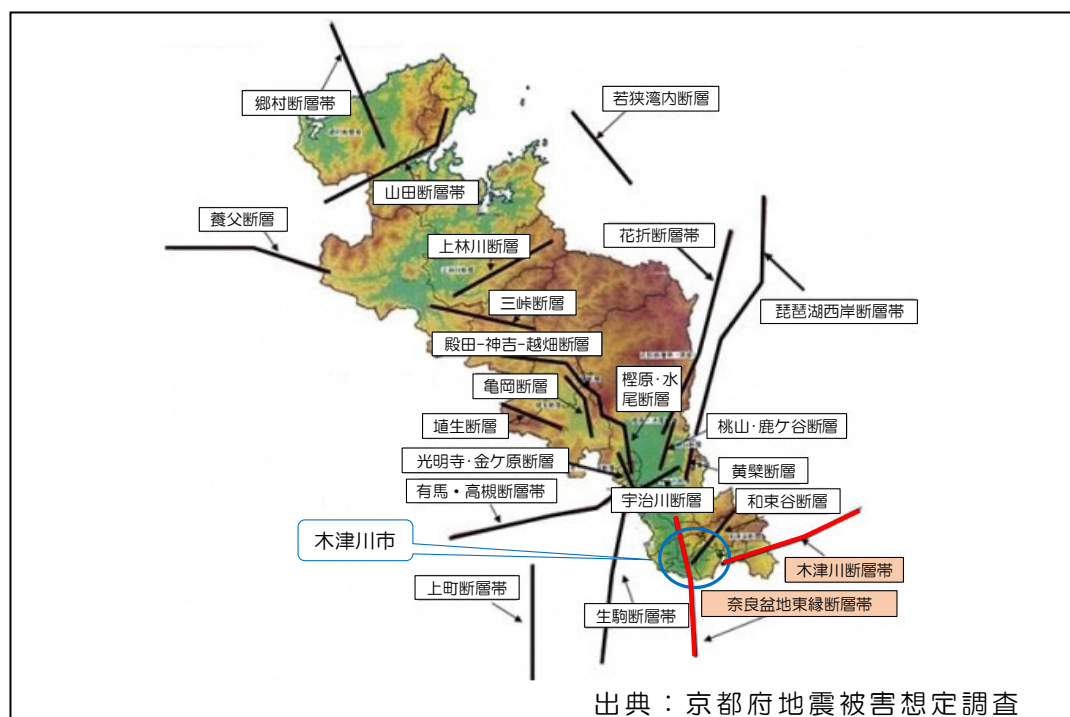 郷村断層帯
若狭湾内断層
山田断層帯
養父断層
花折断層帯
上林川断層
三峠断層
琵琶湖西岸断層帯
殿田-神吉-越畑断層
樫原・水
尾断層
亀岡断層
埴生断層
桃山・鹿ケ谷断層
光明寺・金ケ原断層
黄檗断層
有馬・高槻断層帯
宇治川断層
和束谷断層
木津川市
木津川断層帯
上町断層帯
奈良盆地東縁断層帯
生駒断層帯
出典：京都府地震被害想定調査